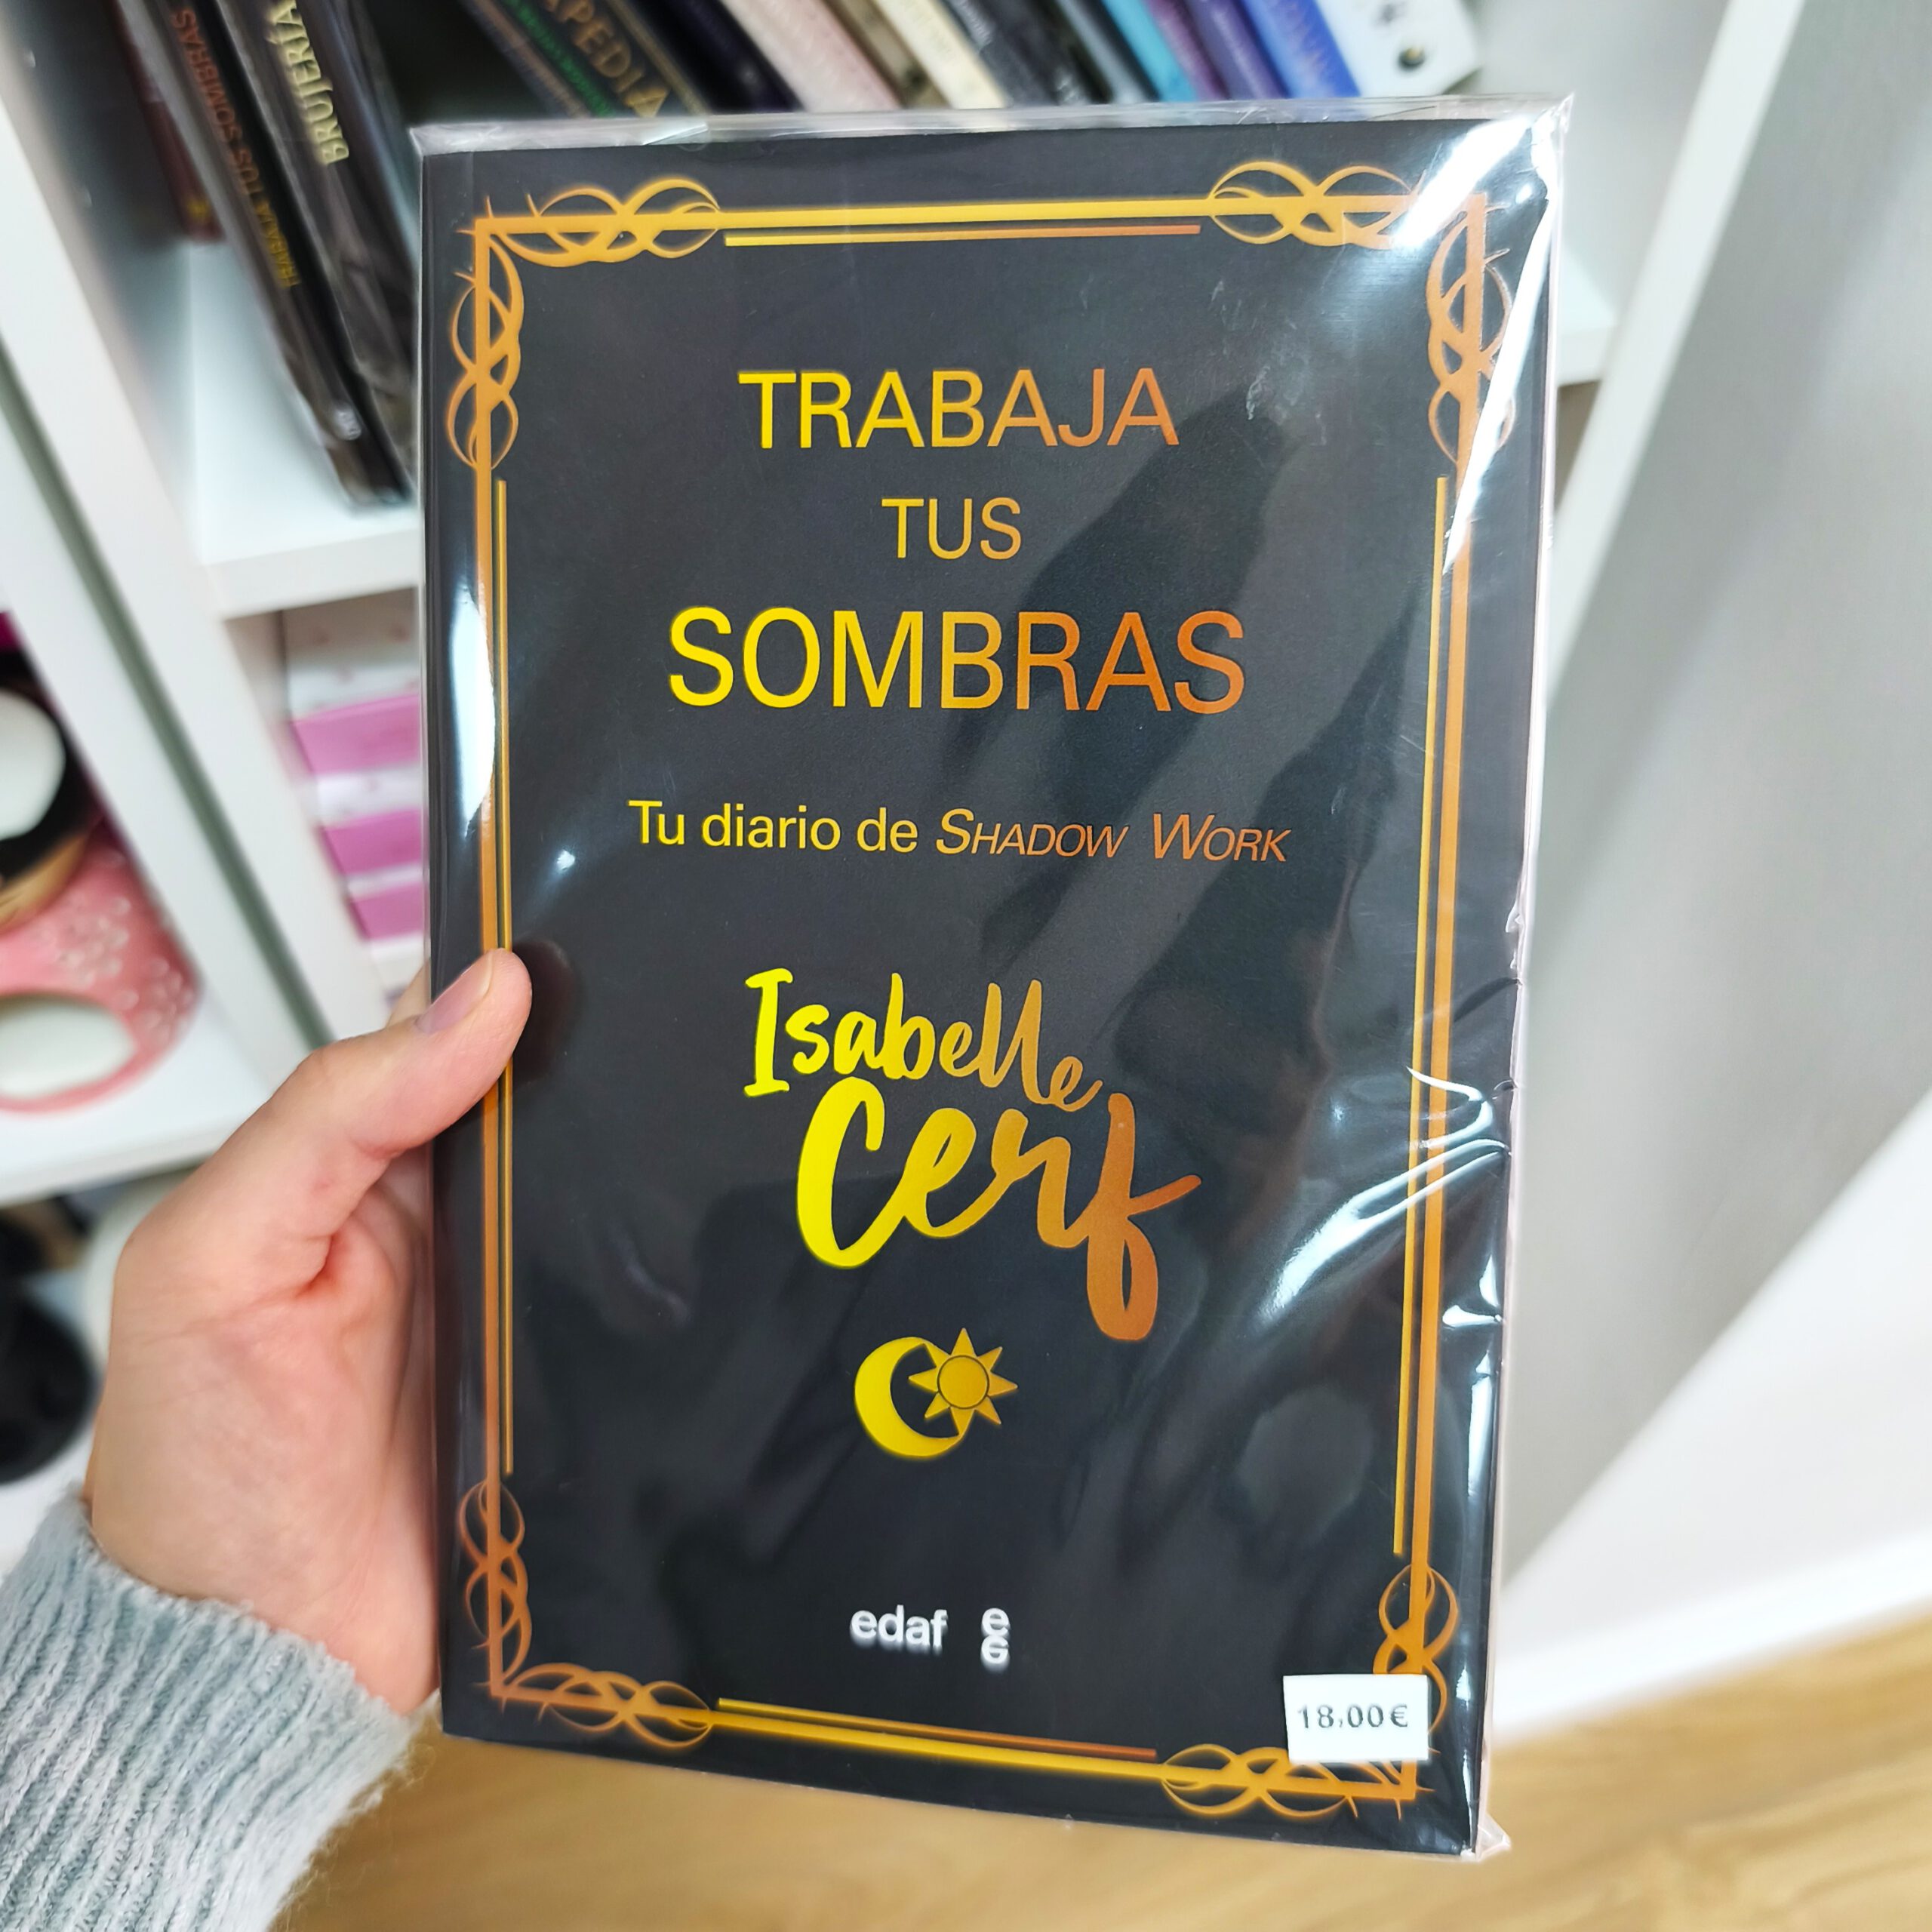 TRABAJA TUS SOMBRAS
BRUJERÍA
TRABAJA
TUS
SOMBRAS
Tu diario de SHADOW WORK
Isabelle
Cerf
edaf
18,00€